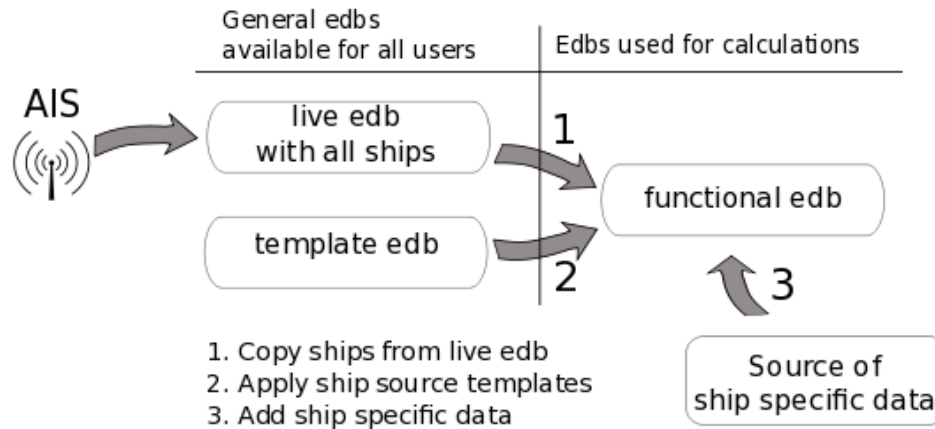 General edbs
available for all users
Edbs used for calculations
AIS
live edb
with all ships
1
functional edb
template edb
2
3
1. Copy ships from live edb
2. Apply ship source templates
3. Add ship specific data
Source of
ship specific data